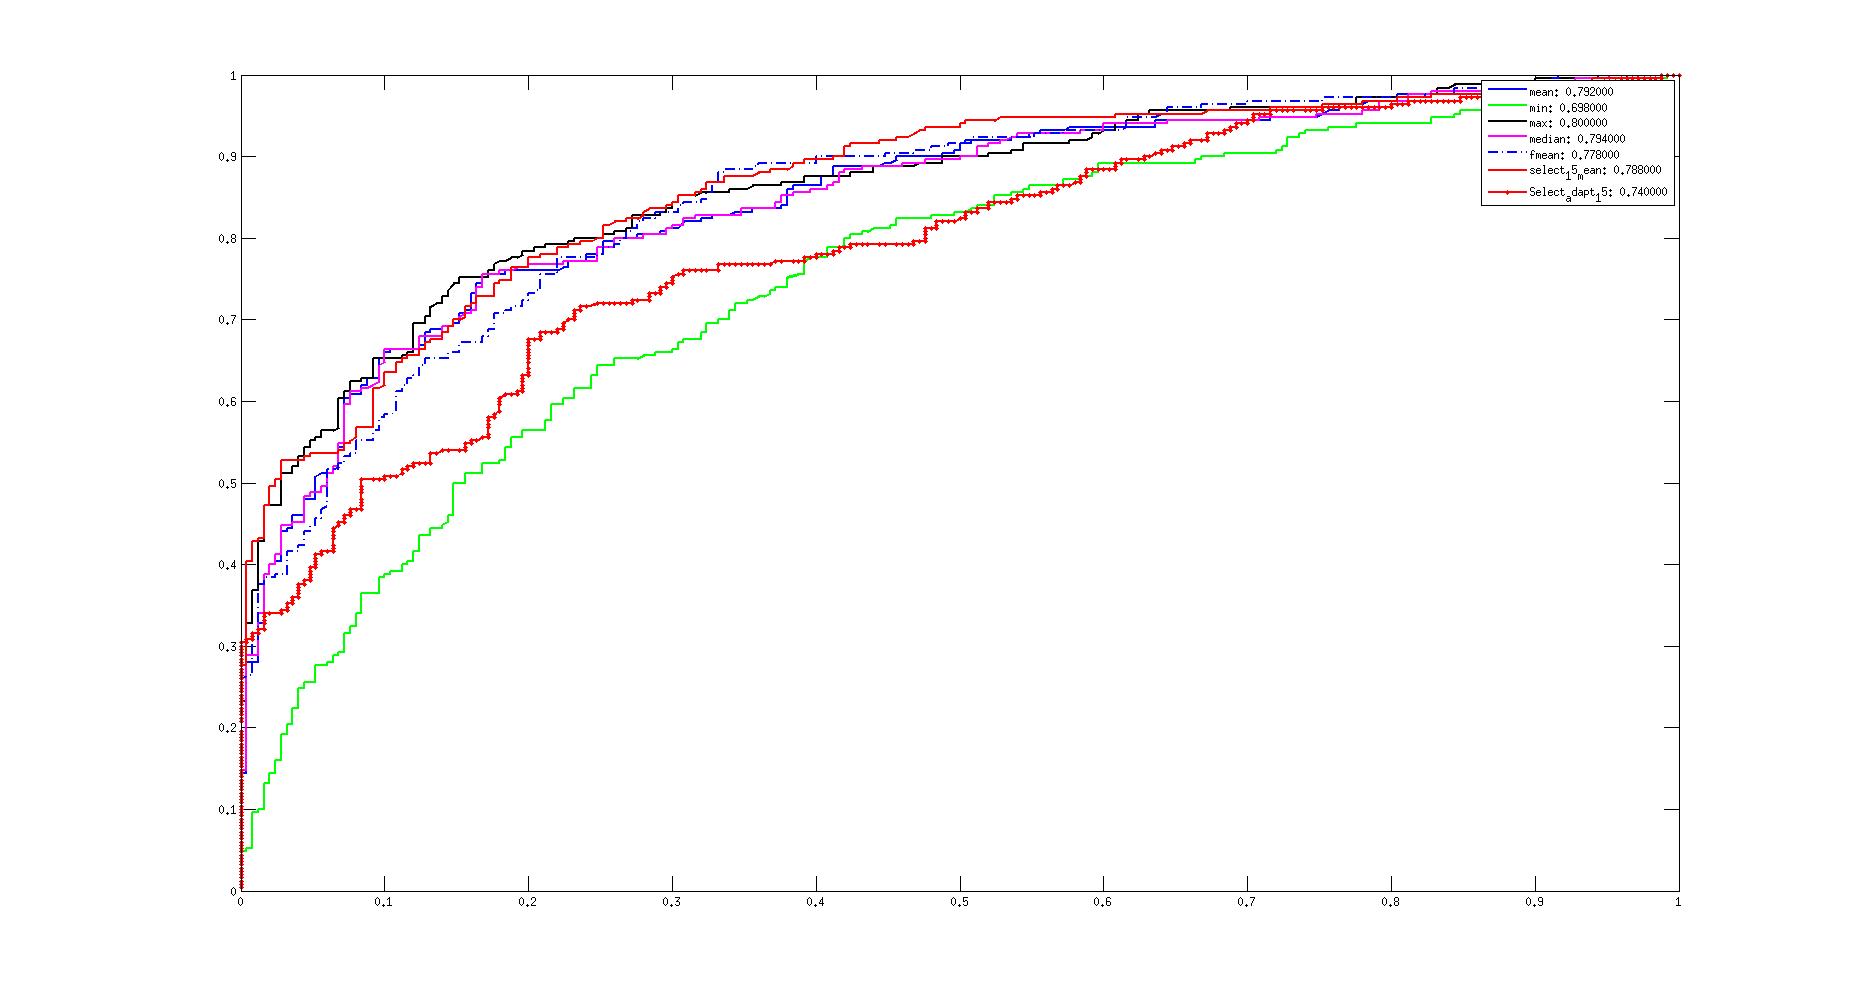 1
0.9
0.8
0.7
0.6
0.5
0.4
0.3
0.2
0.1
0
0 0.1 0.2 0.3 0.4 0.5 0.6 0.7 0.8 0.9 1
mean: 0.792000
min: 0.698000
max: 0.800000
median: 0.794000
fmean: 0.778000
select₁5ₘean: 0.788000
Selectₐdapt₁5: 0.740000